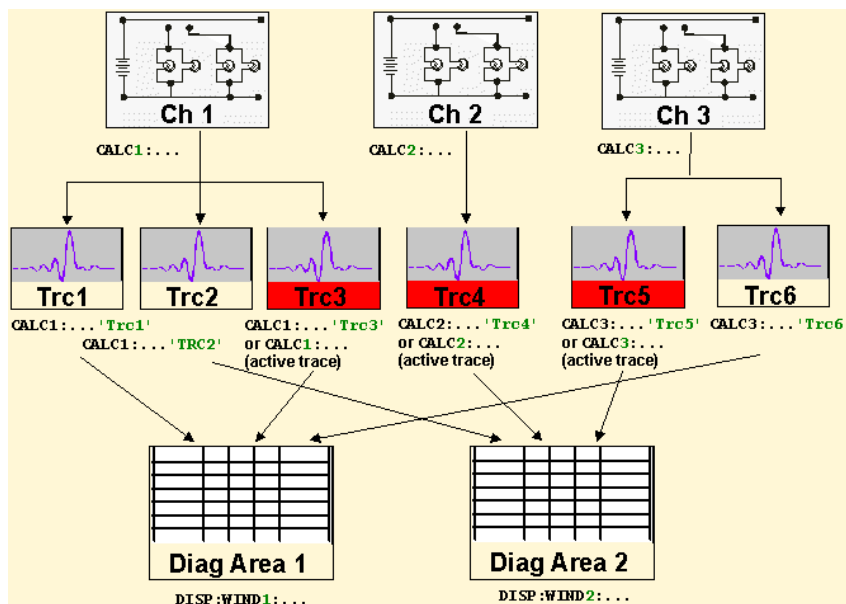 Ch 1
Ch 2
Ch 3
CALC1:...
CALC2:...
CALC3:...
Trc1
Trc2
Trc3
Trc4
Trc5
Trc6
CALC1:...'Trc1'
CALC1:...'TRC2'
CALC1:...'Trc3'
or CALC1:...
(active trace)
CALC2:...'Trc4'
or CALC2:...
(active trace)
CALC3:...'Trc5'
or CALC3:...
(active trace)
CALC3:...'Trc6
Diag Area 1
Diag Area 2
DISP:WIND1:...
DISP:WIND2:...